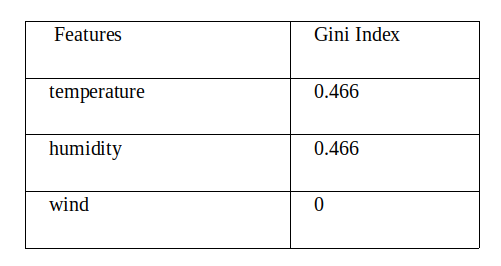 Features Gini Index
temperature 0.466
humidity 0.466
wind 0